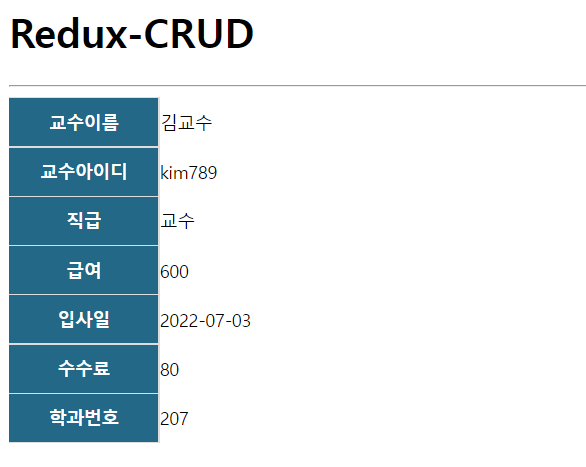 Redux-CRUD
교수이름 김교수
교수아이디 kim789
직급 교수
급여 600
입사일 2022-07-03
수수료 80
학과번호 207